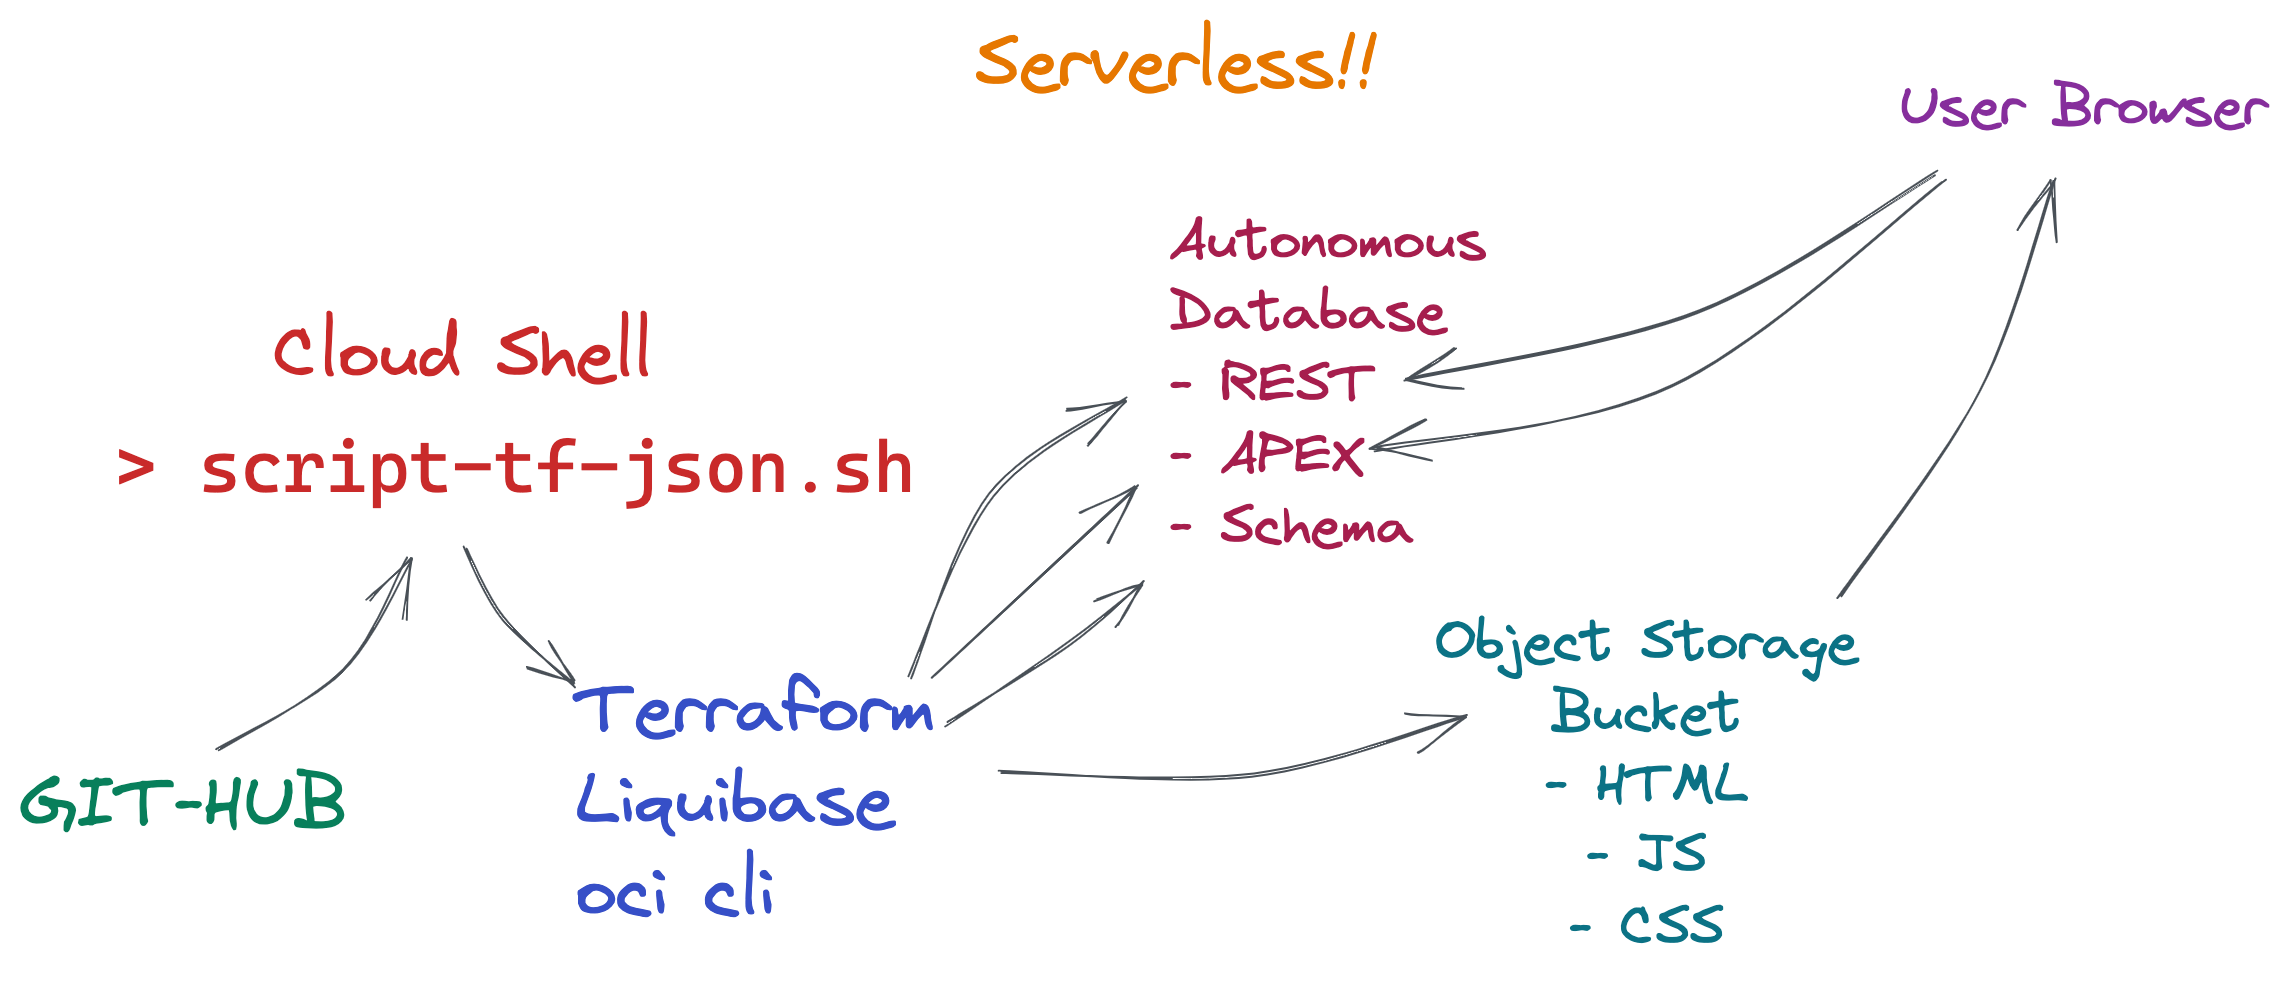 Serverless!!
User Browser
Autonomous
Database
- REST
- APEX
- Schema
Cloud Shell
> script-tf-json.sh
GIT-HUB
Terraform
Liquibase
oci cli
Object Storage
Bucket
- HTML
- JS
- CSS